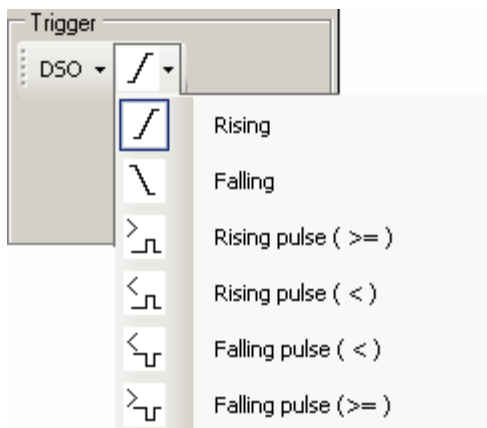 Trigger
DSO
Rising
Falling
Rising pulse ( >= )
Rising pulse ( < )
Falling pulse ( < )
Falling pulse (>= )